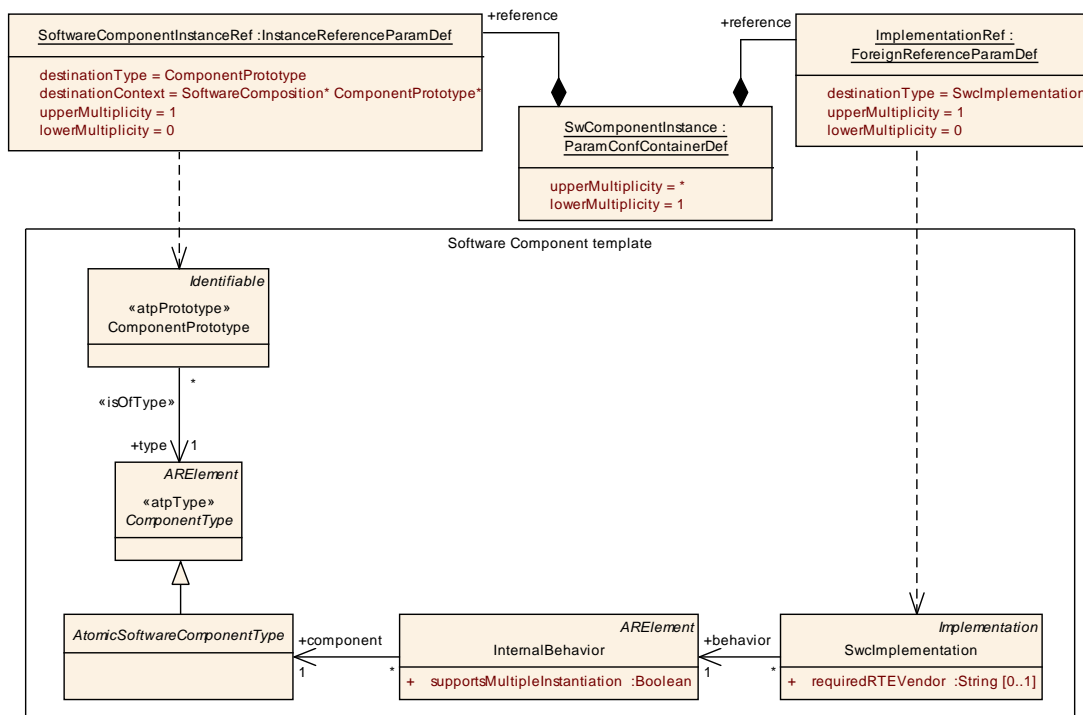 +reference
+reference
SoftwareComponentInstanceRef :InstanceReferenceParamDef
destinationType = ComponentPrototype
destinationContext = SoftwareComposition* ComponentPrototype*
upperMultiplicity = 1
lowerMultiplicity = 0
ImplementationRef :
ForeignReferenceParamDef
destinationType = SwcImplementation
upperMultiplicity = 1
lowerMultiplicity = 0
SwComponentInstance :
ParamConfContainerDef
upperMultiplicity = *
lowerMultiplicity = 1
Software Component template
Identifiable
«atpPrototype»
ComponentPrototype
*
«isOfType»
+type
1
ARElement
«atpType»
ComponentType
AtomicSoftwareComponentType
+component
1
*
ARElement
InternalBehavior
+ supportsMultipleInstantiation :Boolean
+behavior
1
*
Implementation
SwcImplementation
+ requiredRTEVendor :String [0..1]